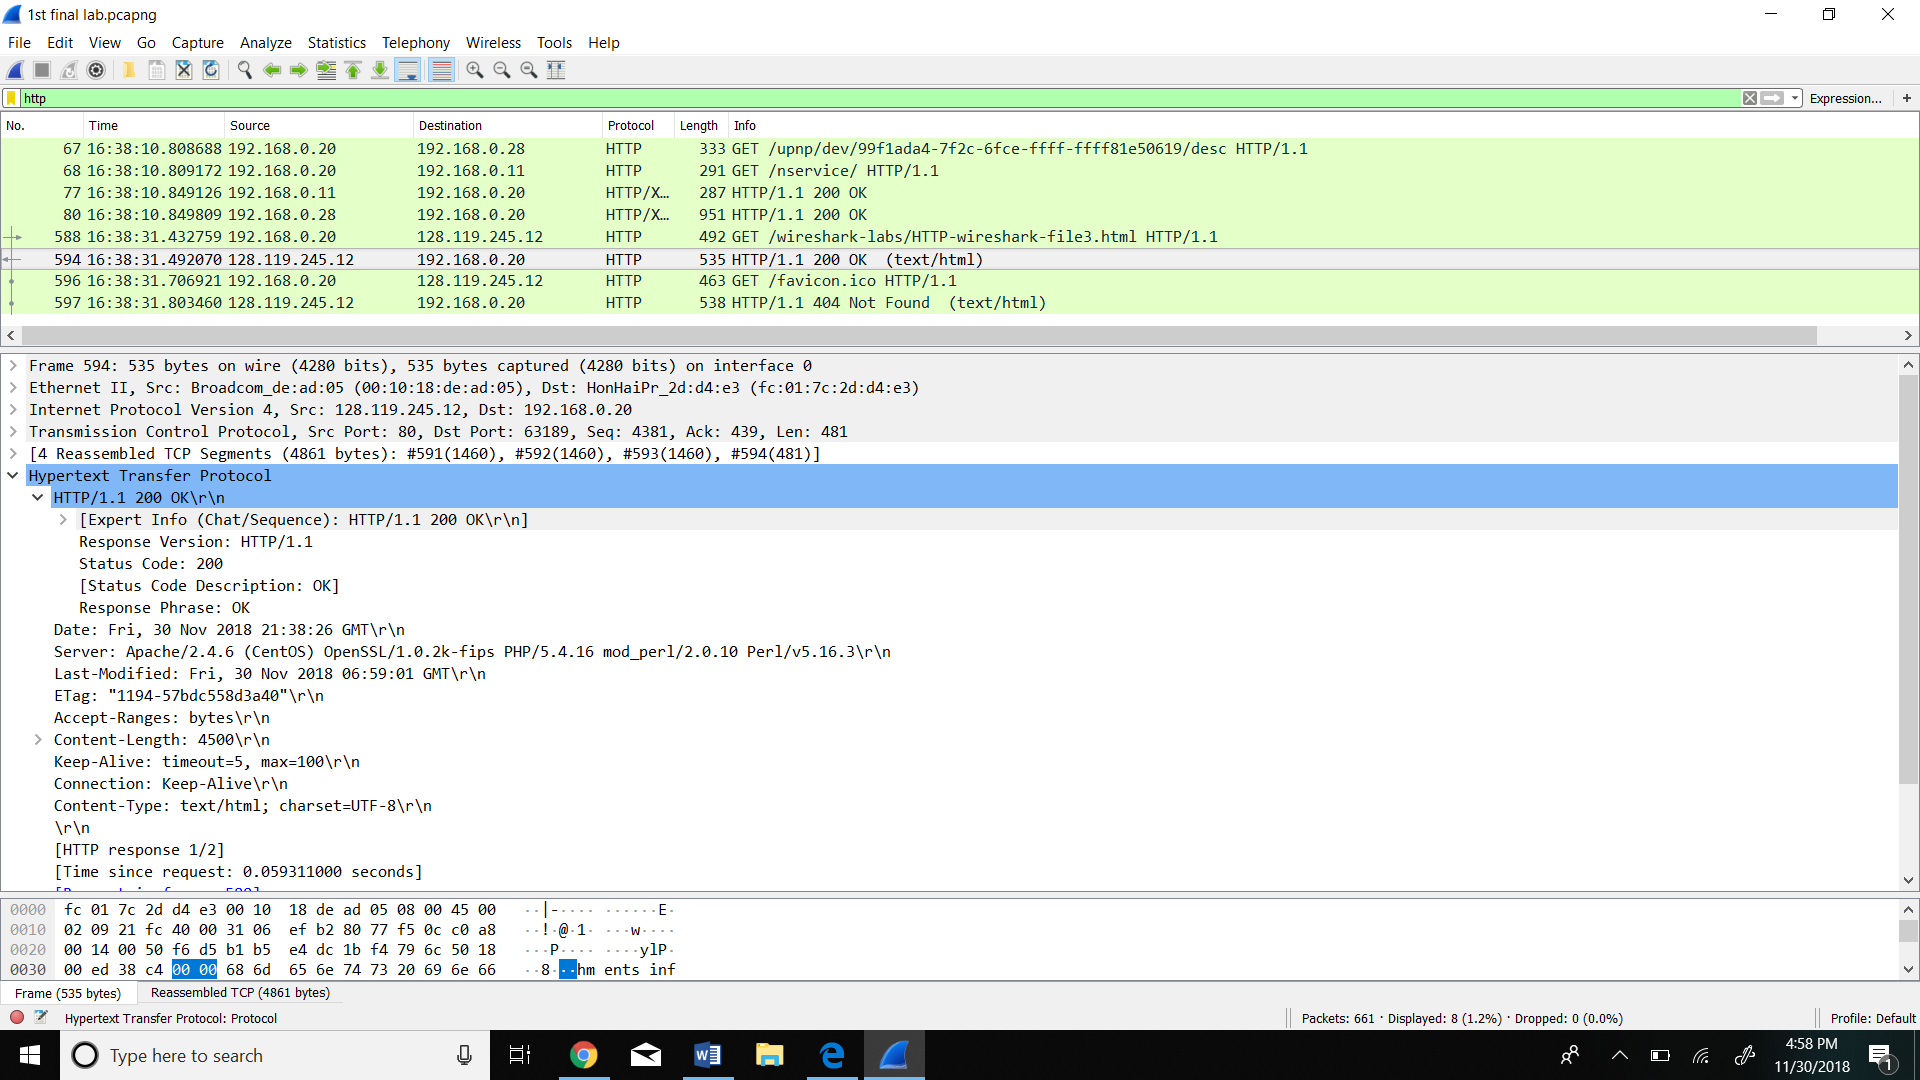 1st final lab.pcapng
File Edit View Go Capture Analyze Statistics Telephony Wireless Tools Help
http Expression... +
No. Time Source Destination Protocol Length Info
67 16:38:10.808688 192.168.0.20 192.168.0.28 HTTP 333 GET /upnp/dev/99f1ada4-7f2c-6fce-ffff-ffff81e50619/desc HTTP/1.1
68 16:38:10.809172 192.168.0.20 192.168.0.11 HTTP 291 GET /nservice/ HTTP/1.1
77 16:38:10.849126 192.168.0.11 192.168.0.20 HTTP/X… 287 HTTP/1.1 200 OK
80 16:38:10.849809 192.168.0.28 192.168.0.20 HTTP/X… 951 HTTP/1.1 200 OK
588 16:38:31.432759 192.168.0.20 128.119.245.12 HTTP 492 GET /wireshark-labs/HTTP-wireshark-file3.html HTTP/1.1
594 16:38:31.492070 128.119.245.12 192.168.0.20 HTTP 535 HTTP/1.1 200 OK (text/html)
596 16:38:31.706921 192.168.0.20 128.119.245.12 HTTP 463 GET /favicon.ico HTTP/1.1
597 16:38:31.803460 128.119.245.12 192.168.0.20 HTTP 538 HTTP/1.1 404 Not Found (text/html)
Frame 594: 535 bytes on wire (4280 bits), 535 bytes captured (4280 bits) on interface 0
Ethernet II, Src: Broadcom_de:ad:05 (00:10:18:de:ad:05), Dst: HonHaiPr_2d:d4:e3 (fc:01:7c:2d:d4:e3)
Internet Protocol Version 4, Src: 128.119.245.12, Dst: 192.168.0.20
Transmission Control Protocol, Src Port: 80, Dst Port: 63189, Seq: 4381, Ack: 439, Len: 481
[4 Reassembled TCP Segments (4861 bytes): #591(1460), #592(1460), #593(1460), #594(481)]
Hypertext Transfer Protocol
HTTP/1.1 200 OK\r\n
[Expert Info (Chat/Sequence): HTTP/1.1 200 OK\r\n]
Response Version: HTTP/1.1
Status Code: 200
[Status Code Description: OK]
Response Phrase: OK
Date: Fri, 30 Nov 2018 21:38:26 GMT\r\n
Server: Apache/2.4.6 (CentOS) OpenSSL/1.0.2k-fips PHP/5.4.16 mod_perl/2.0.10 Perl/v5.16.3\r\n
Last-Modified: Fri, 30 Nov 2018 06:59:01 GMT\r\n
ETag: "1194-57bdc558d3a40"\r\n
Accept-Ranges: bytes\r\n
Content-Length: 4500\r\n
Keep-Alive: timeout=5, max=100\r\n
Connection: Keep-Alive\r\n
Content-Type: text/html; charset=UTF-8\r\n
\r\n
[HTTP response 1/2]
[Time since request: 0.059311000 seconds]
0000 fc 01 7c 2d d4 e3 00 10 18 de ad 05 08 00 45 00 ··|-···· ······E·
0010 02 09 21 fc 40 00 31 06 ef b2 80 77 f5 0c c0 a8 ··!·@·1· ···w····
0020 00 14 00 50 f6 d5 b1 b5 e4 dc 1b f4 79 6c 50 18 ···P···· ····ylP·
0030 00 ed 38 c4 00 00 68 6d 65 6e 74 73 20 69 6e 66 ··8···hm ents inf
Frame (535 bytes) Reassembled TCP (4861 bytes)
Hypertext Transfer Protocol: Protocol Packets: 661 · Displayed: 8 (1.2%) · Dropped: 0 (0.0%) Profile: Default
Type here to search
4:58 PM
11/30/2018
1